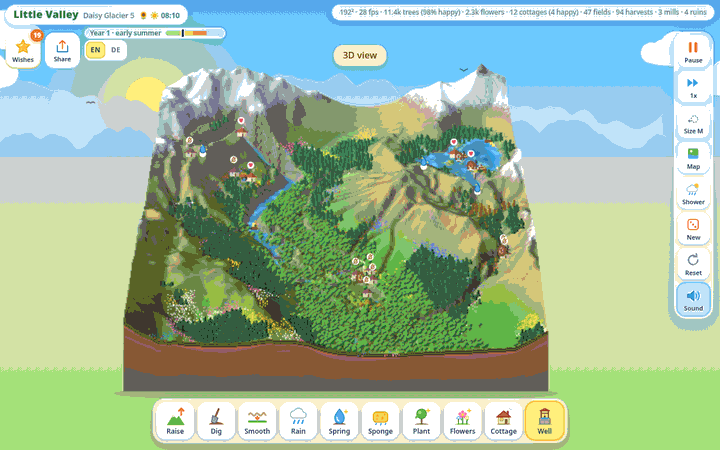 Little Valley Daisy Glacier 5 08:10
192² · 28 fps · 11.4k trees (98% happy) · 2.3k flowers · 12 cottages (4 happy) · 47 fields · 94 harvests · 3 mills · 4 ruins
Year 1 · early summer
19
Wishes
Share
EN DE
3D view
Pause
1x
Size M
Map
Shower
New
Reset
Sound
Raise
Dig
Smooth
Rain
Spring
Sponge
Plant
Flowers
Cottage
Well